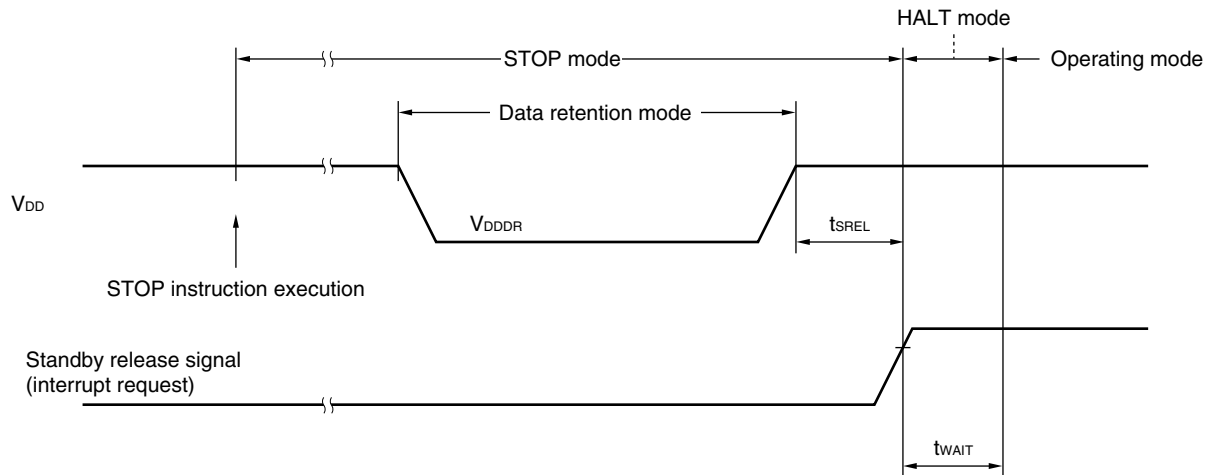 HALT mode
STOP mode
Operating mode
Data retention mode
VDD
VDDDR
tSREL
STOP instruction execution
Standby release signal
(interrupt request)
tWAIT